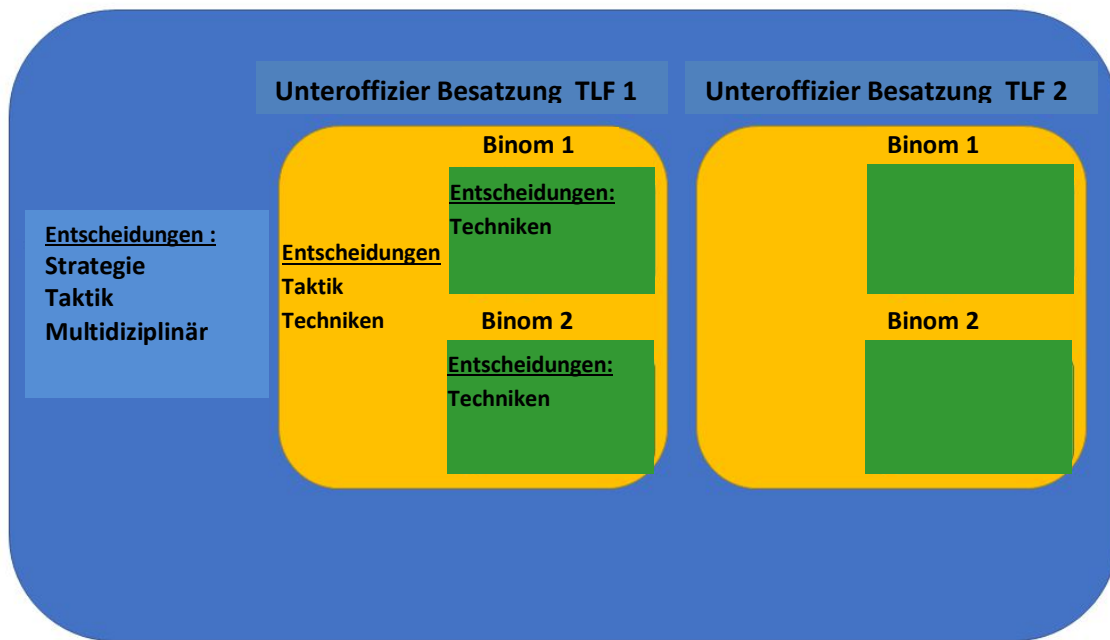 Unteroffizier Besatzung TLF 1
Unteroffizier Besatzung TLF 2
Entscheidungen :
Strategie
Taktik
Multidiziplinär
Entscheidungen
Taktik
Techniken
Binom 1
Entscheidungen:
Techniken
Binom 2
Entscheidungen:
Techniken
Binom 1
Binom 2